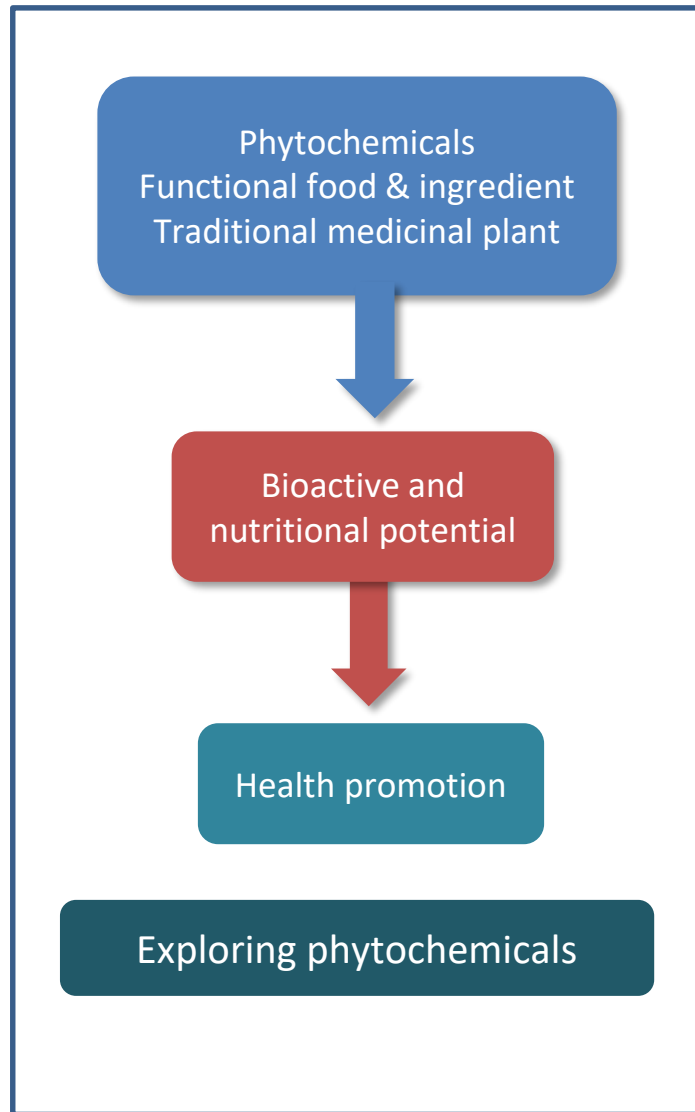 Phytochemicals
Functional food & ingredient
Traditional medicinal plant
Bioactive and
nutritional potential
Health promotion
Exploring phytochemicals